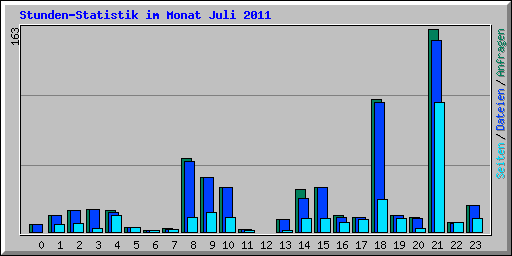 Stunden-Statistik im Monat Juli 2011
163
Seiten / Dateien / Anfragen
0 1 2 3 4 5 6 7 8 9 10 11 12 13 14 15 16 17 18 19 20 21 22 23